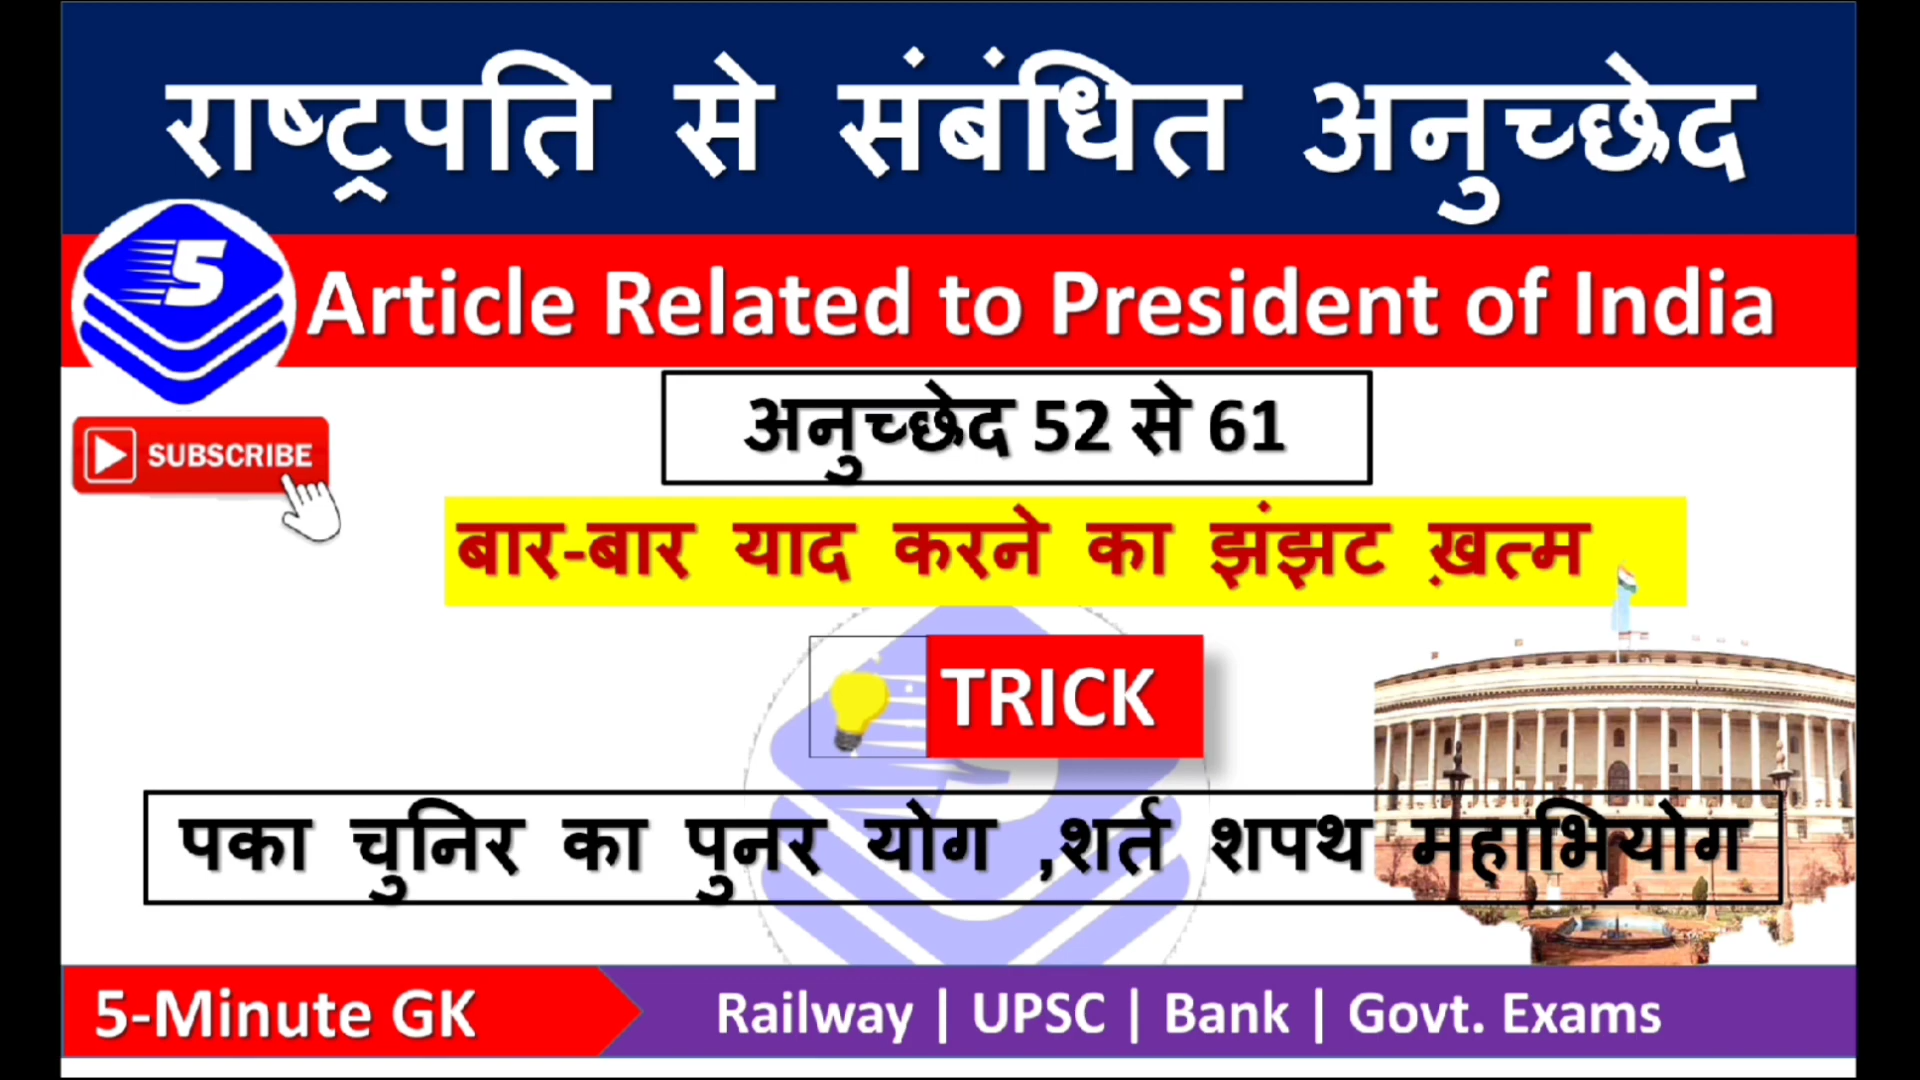 राष्ट्रपति से संबंधित अनुच्छेद
5
Article Related to President of India
अनुच्छेद 52 से 61
SUBSCRIBE
बार-बार याद करने का झंझट ख़त्म
TRICK
पका चुनिर का पुनर योग ,शर्त शपथ महाभियोग
5-Minute GK
Railway | UPSC | Bank | Govt. Exams